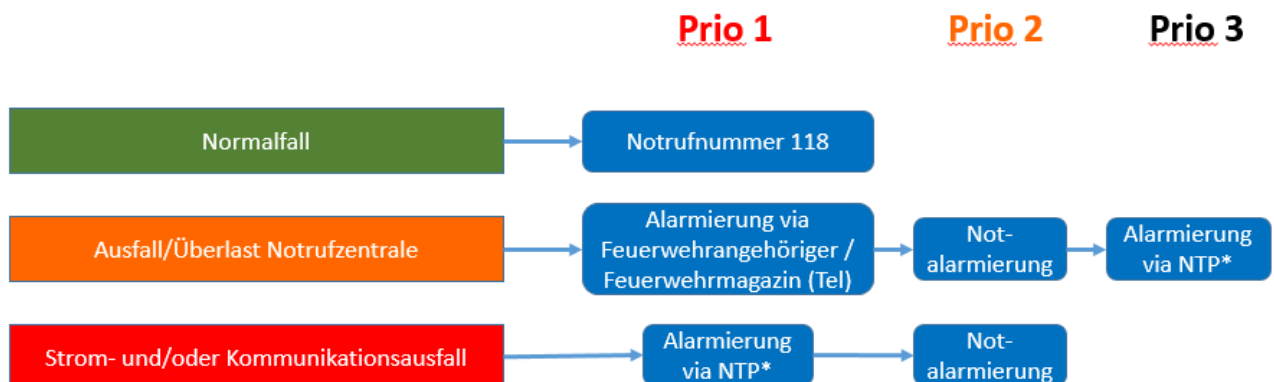 Prio 1 Prio 2 Prio 3
Normalfall
Notrufnummer 118
Ausfall/Überlast Notrufzentrale
Alarmierung via
Feuerwehrangehöriger /
Feuerwehrmagazin (Tel)
Not-
alarmierung
Alarmierung
via NTP*
Strom- und/oder Kommunikationsausfall
Alarmierung
via NTP*
Not-
alarmierung